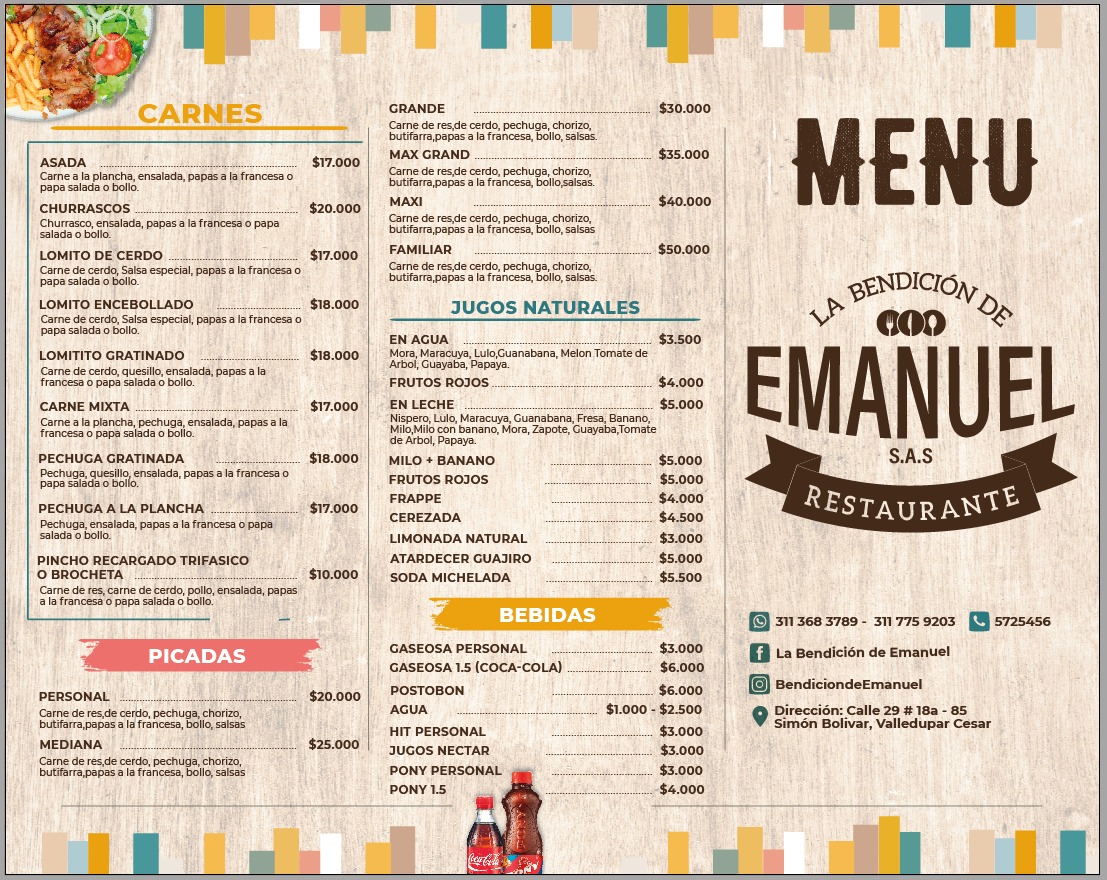 CARNES
ASADA $17.000
Carne a la plancha, ensalada, papas a la francesa o
papa salada o bollo.
CHURRASCOS $20.000
Churrasco, ensalada, papas a la francesa o papa
salada o bollo.
LOMITO DE CERDO $17.000
Carne de cerdo, Salsa especial, papas a la francesa o
papa salada o bollo.
LOMITO ENCEBOLLADO $18.000
Carne de cerdo, Salsa especial, papas a la francesa o
papa salada o bollo.
LOMITITO GRATINADO $18.000
Carne de cerdo, quesillo, ensalada, papas a la
francesa o papa salada o bollo.
CARNE MIXTA $17.000
Carne a la plancha, pechuga, ensalada, papas a la
francesa o papa salada o bollo.
PECHUGA GRATINADA $18.000
Pechuga, quesillo, ensalada, papas a la francesa o
papa salada o bollo.
PECHUGA A LA PLANCHA $17.000
Pechuga, ensalada, papas a la francesa o papa
salada o bollo.
PINCHO RECARGADO TRIFASICO
O BROCHETA $10.000
Carne de res, carne de cerdo, pollo, ensalada, papas
a la francesa o papa salada o bollo.
PICADAS
PERSONAL $20.000
Carne de res,de cerdo, pechuga, chorizo,
butifarra,papas a la francesa, bollo, salsas
MEDIANA $25.000
Carne de res,de cerdo, pechuga, chorizo,
butifarra,papas a la francesa, bollo, salsas
GRANDE $30.000
Carne de res,de cerdo, pechuga, chorizo,
butifarra,papas a la francesa, bollo, salsas.
MAX GRAND $35.000
Carne de res,de cerdo, pechuga, chorizo,
butifarra,papas a la francesa, bollo,salsas.
MAXI $40.000
Carne de res,de cerdo, pechuga, chorizo,
butifarra,papas a la francesa, bollo, salsas
FAMILIAR $50.000
Carne de res,de cerdo, pechuga, chorizo,
butifarra,papas a la francesa, bollo, salsas.
JUGOS NATURALES
EN AGUA $3.500
Mora, Maracuya, Lulo,Guanabana, Melon Tomate de
Arbol, Guayaba, Papaya.
FRUTOS ROJOS $4.000
EN LECHE $5.000
Nispero, Lulo, Maracuya, Guanabana, Fresa, Banano,
Milo,Milo con banano, Mora, Zapote, Guayaba,Tomate
de Arbol, Papaya.
MILO + BANANO $5.000
FRUTOS ROJOS $5.000
FRAPPE $4.000
CEREZADA $4.500
LIMONADA NATURAL $3.000
ATARDECER GUAJIRO $5.000
SODA MICHELADA $5.500
BEBIDAS
GASEOSA PERSONAL $3.000
GASEOSA 1.5 (COCA-COLA) $6.000
POSTOBON $6.000
AGUA $1.000 - $2.500
HIT PERSONAL $3.000
JUGOS NECTAR $3.000
PONY PERSONAL $3.000
PONY 1.5 $4.000
Coca-Cola
MENU
LA BENDICIÓN DE
EMANUEL
S.A.S
RESTAURANTE
311 368 3789 - 311 775 9203 5725456
La Bendición de Emanuel
BendiciondeEmanuel
Dirección: Calle 29 # 18a - 85
Simón Bolivar, Valledupar Cesar